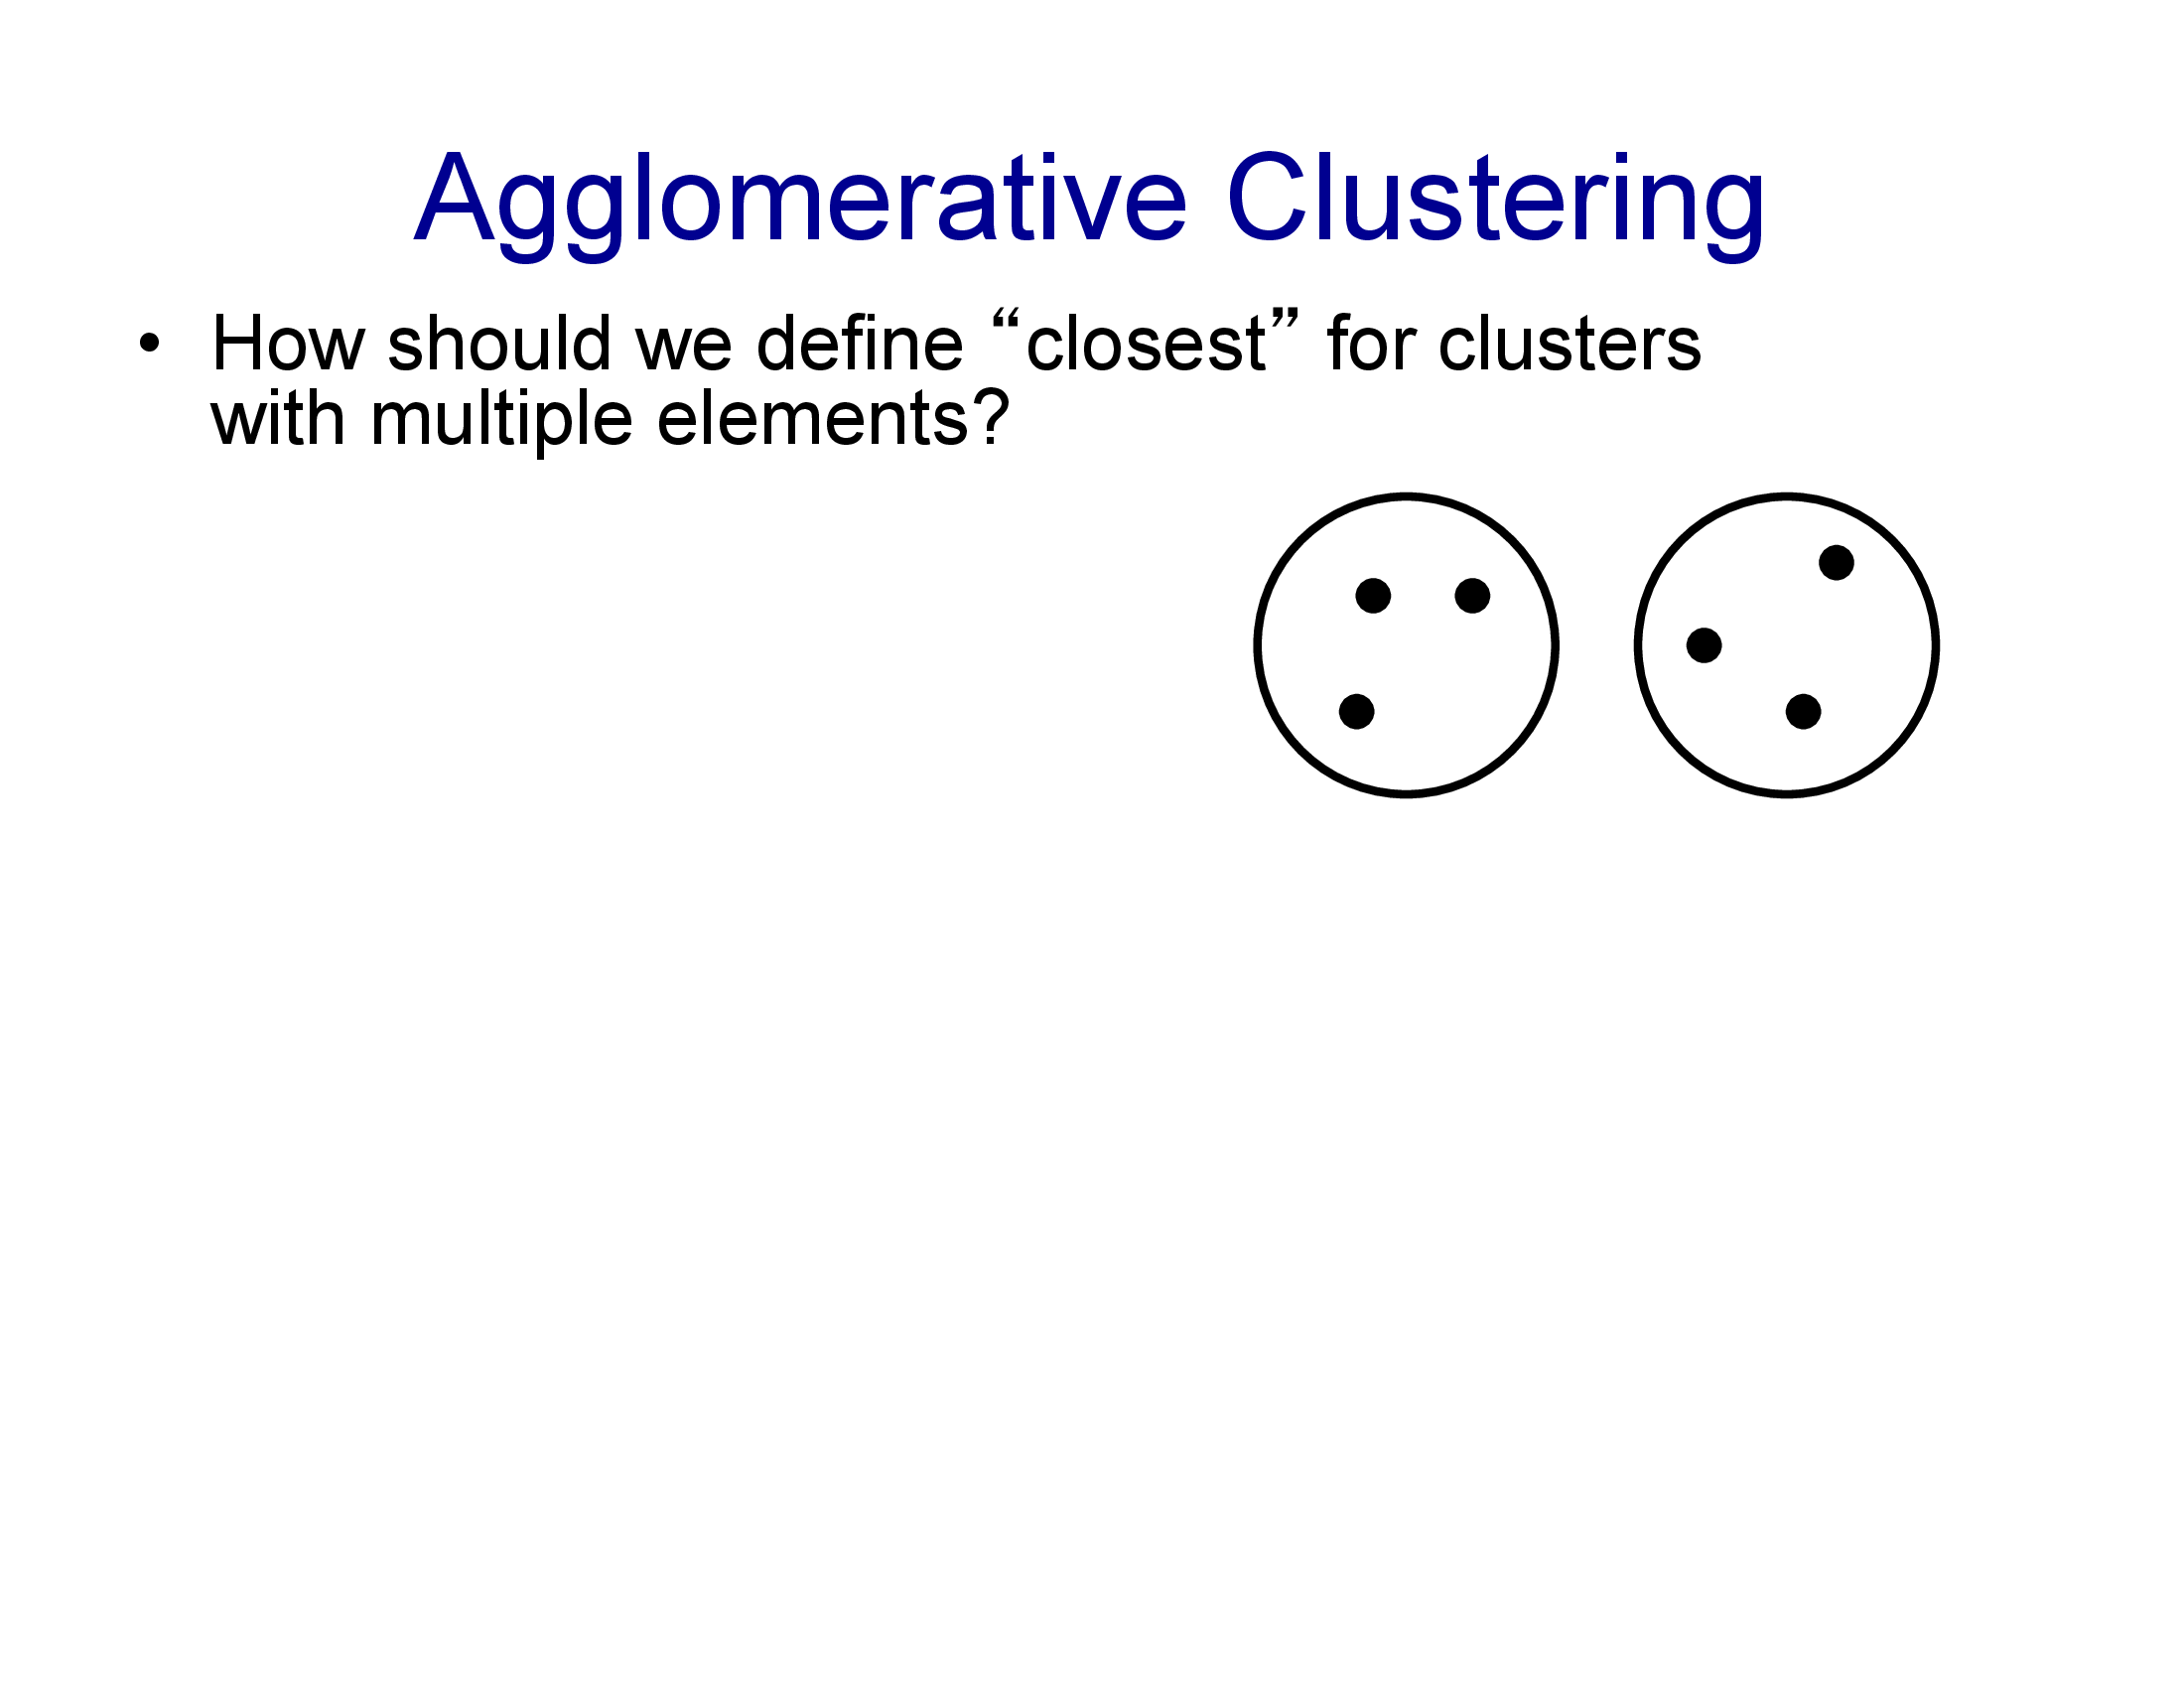 Agglomerative Clustering
• How should we define “closest” for clusters
with multiple elements?